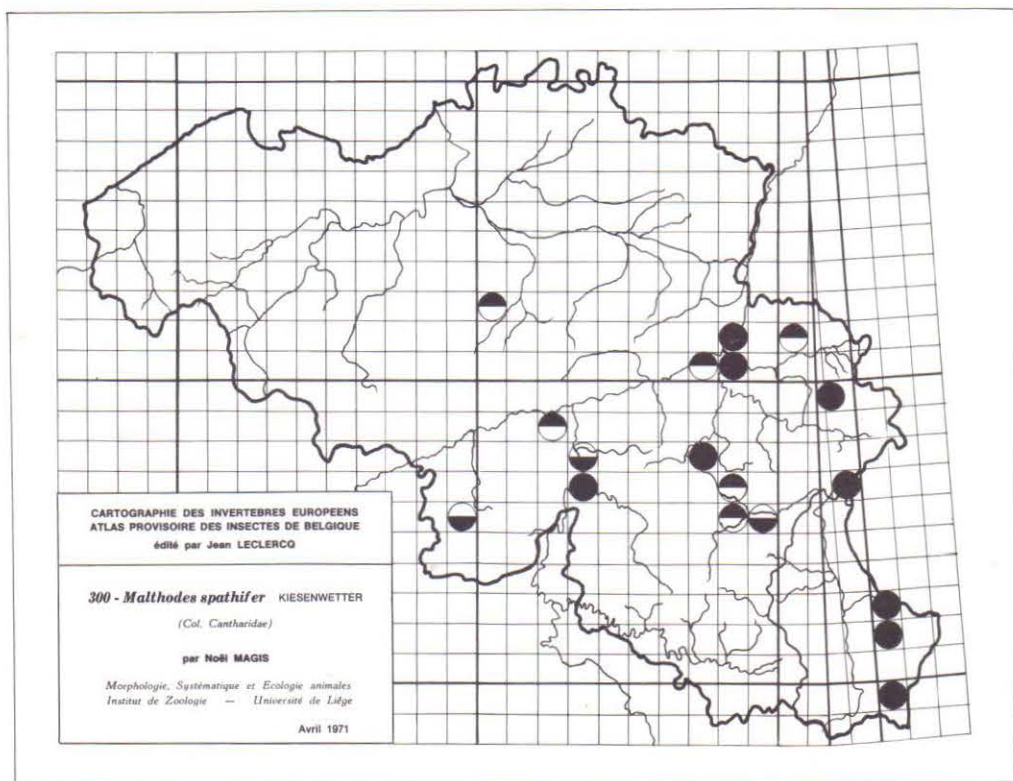 CARTOGRAPHIE DES INVERTEBRES EUROPEENS
ATLAS PROVISOIRE DES INSECTES DE BELGIQUE
édité par Jean LECLERCQ
300 - Malthodes spathifer KIESENWETTER
(Col. Cantharidae)
par Noël MAGIS
Morphologie, Systématique et Ecologie animales
Institut de Zoologie — Université de Liége
Avril 1971